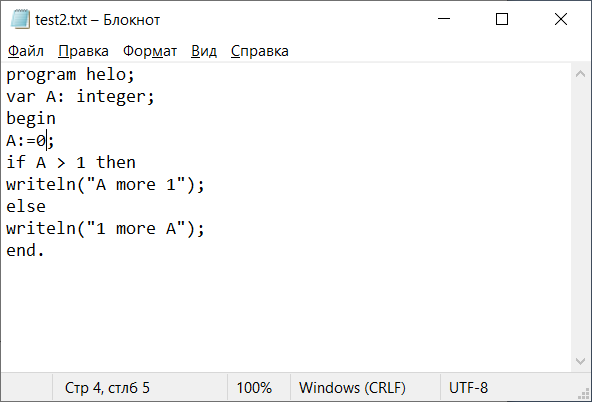 test2.txt – Блокнот
Файл Правка Формат Вид Справка
program helo;
var A: integer;
begin
A:=0;
if A > 1 then
writeln("A more 1");
else
writeln("1 more A");
end.
Стр 4, стлб 5 100% Windows (CRLF) UTF-8